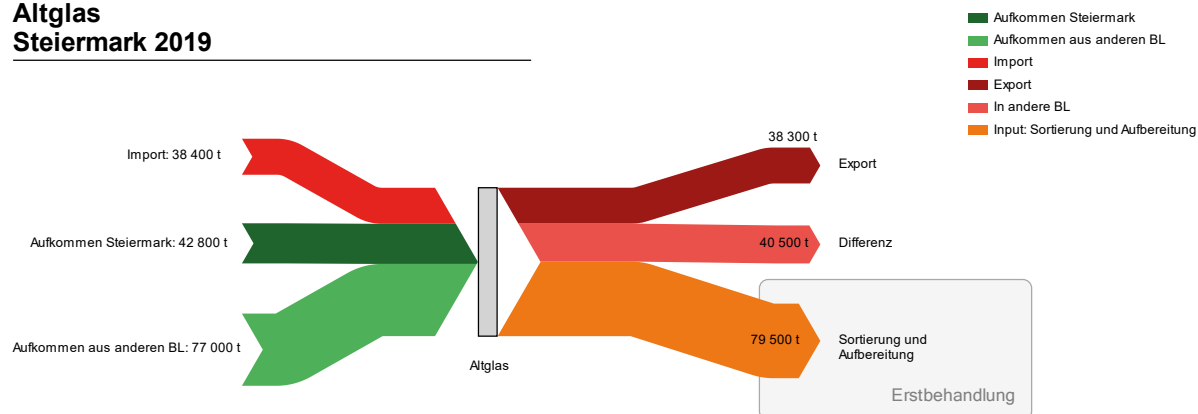 Altglas
Steiermark 2019
Aufkommen Steiermark
Aufkommen aus anderen BL
Import
Export
In andere BL
Input: Sortierung und Aufbereitung
38 300 t
Import: 38 400 t
Export
Aufkommen Steiermark: 42 800 t
40 500 t
Differenz
Aufkommen aus anderen BL: 77 000 t
79 500 t
Sortierung und
Aufbereitung
Altglas
Erstbehandlung